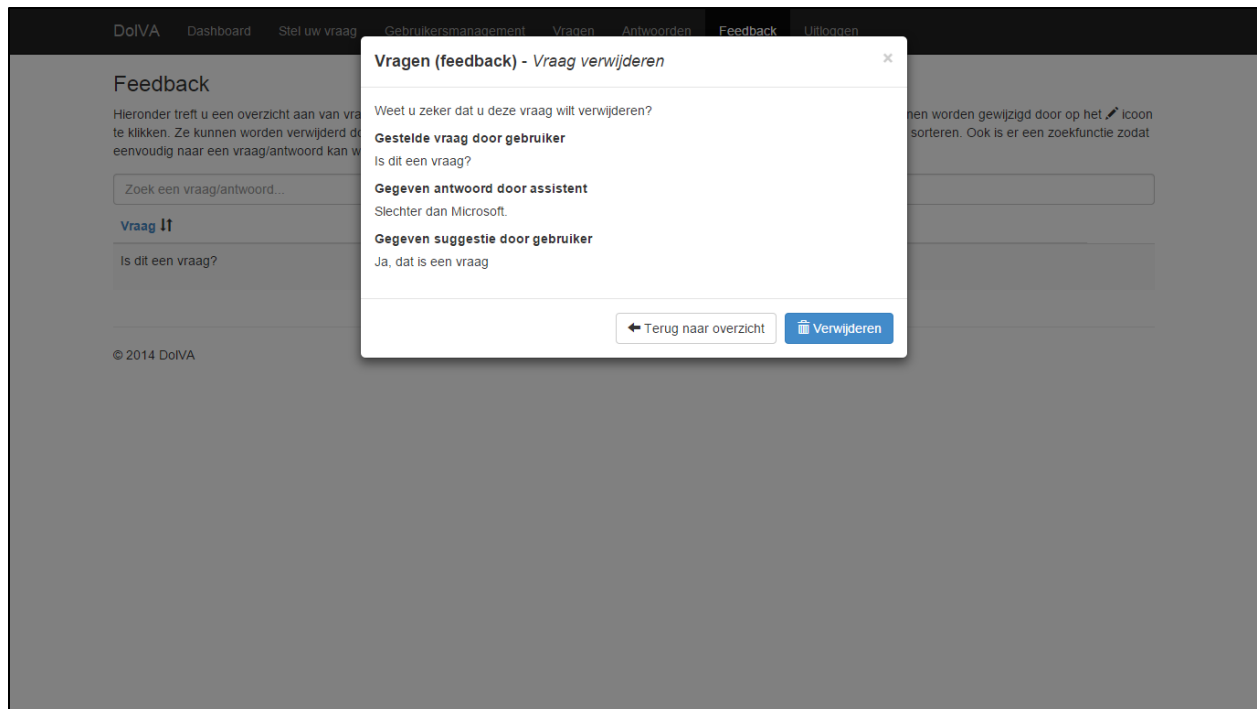 DoIVA Dashboard Stel uw vraag Gebruikersmanagement Vragen Antwoorden Feedback Uitloggen
Vragen (feedback) - Vraag verwijderen ×
Weet u zeker dat u deze vraag wilt verwijderen?
Gestelde vraag door gebruiker
Is dit een vraag?
Gegeven antwoord door assistent
Slechter dan Microsoft.
Gegeven suggestie door gebruiker
Ja, dat is een vraag
Terug naar overzicht Verwijderen
Feedback
Hieronder treft u een overzicht aan van worden gewijzigd door op het icoon
te klikken. Ze kunnen worden verwijderd sorteren. Ook is er een zoekfunctie zodat
eenvoudig naar een vraag/antwoord kan
Zoek een vraag/antwoord...
Vraag
Is dit een vraag?
© 2014 DoIVA